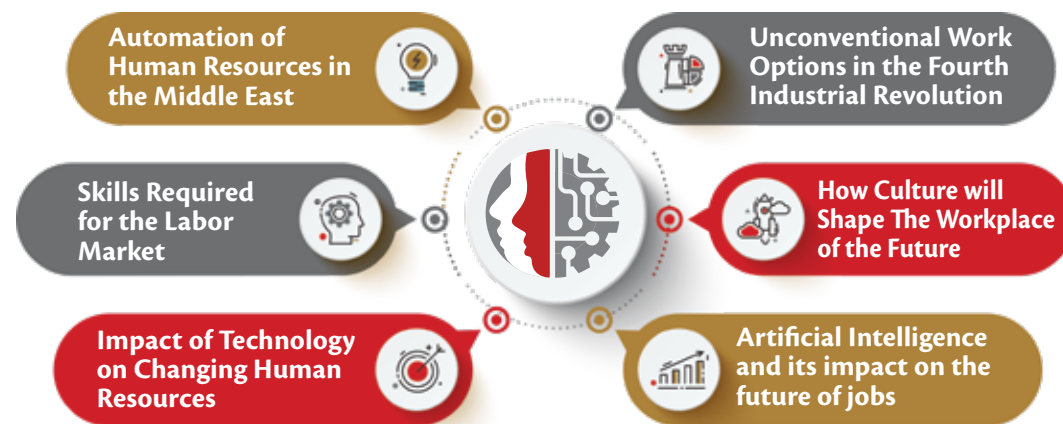 Automation of
Human Resources in
the Middle East
Unconventional Work
Options in the Fourth
Industrial Revolution
Skills Required
for the Labor
Market
How Culture will
Shape The Workplace
of the Future
Impact of Technology
on Changing Human
Resources
Artificial Intelligence
and its impact on the
future of jobs